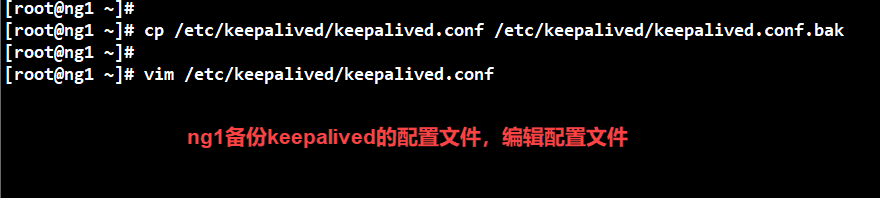 [root@ng1 ~]#
[root@ng1 ~]# cp /etc/keepalived/keepalived.conf /etc/keepalived/keepalived.conf.bak
[root@ng1 ~]#
[root@ng1 ~]# vim /etc/keepalived/keepalived.conf
ng1备份keepalived的配置文件，编辑配置文件